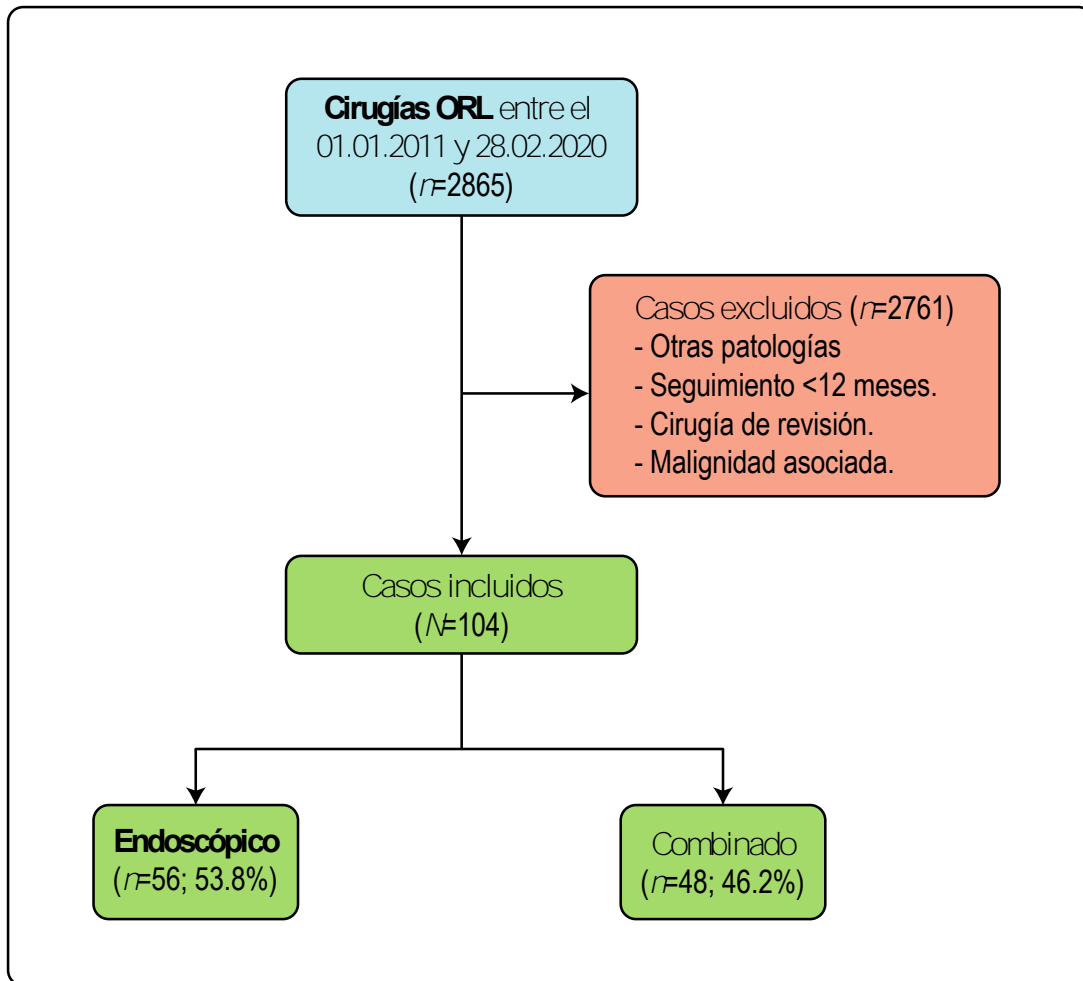 Cirugías ORL entre el
01.01.2011 y 28.02.2020
(n=2865)
Casos excluidos (n=2761)
- Otras patologías
- Seguimiento <12 meses.
- Cirugía de revisión.
- Malignidad asociada.
Casos incluidos
(N=104)
Endoscópico
(n=56; 53.8%)
Combinado
(n=48; 46.2%)